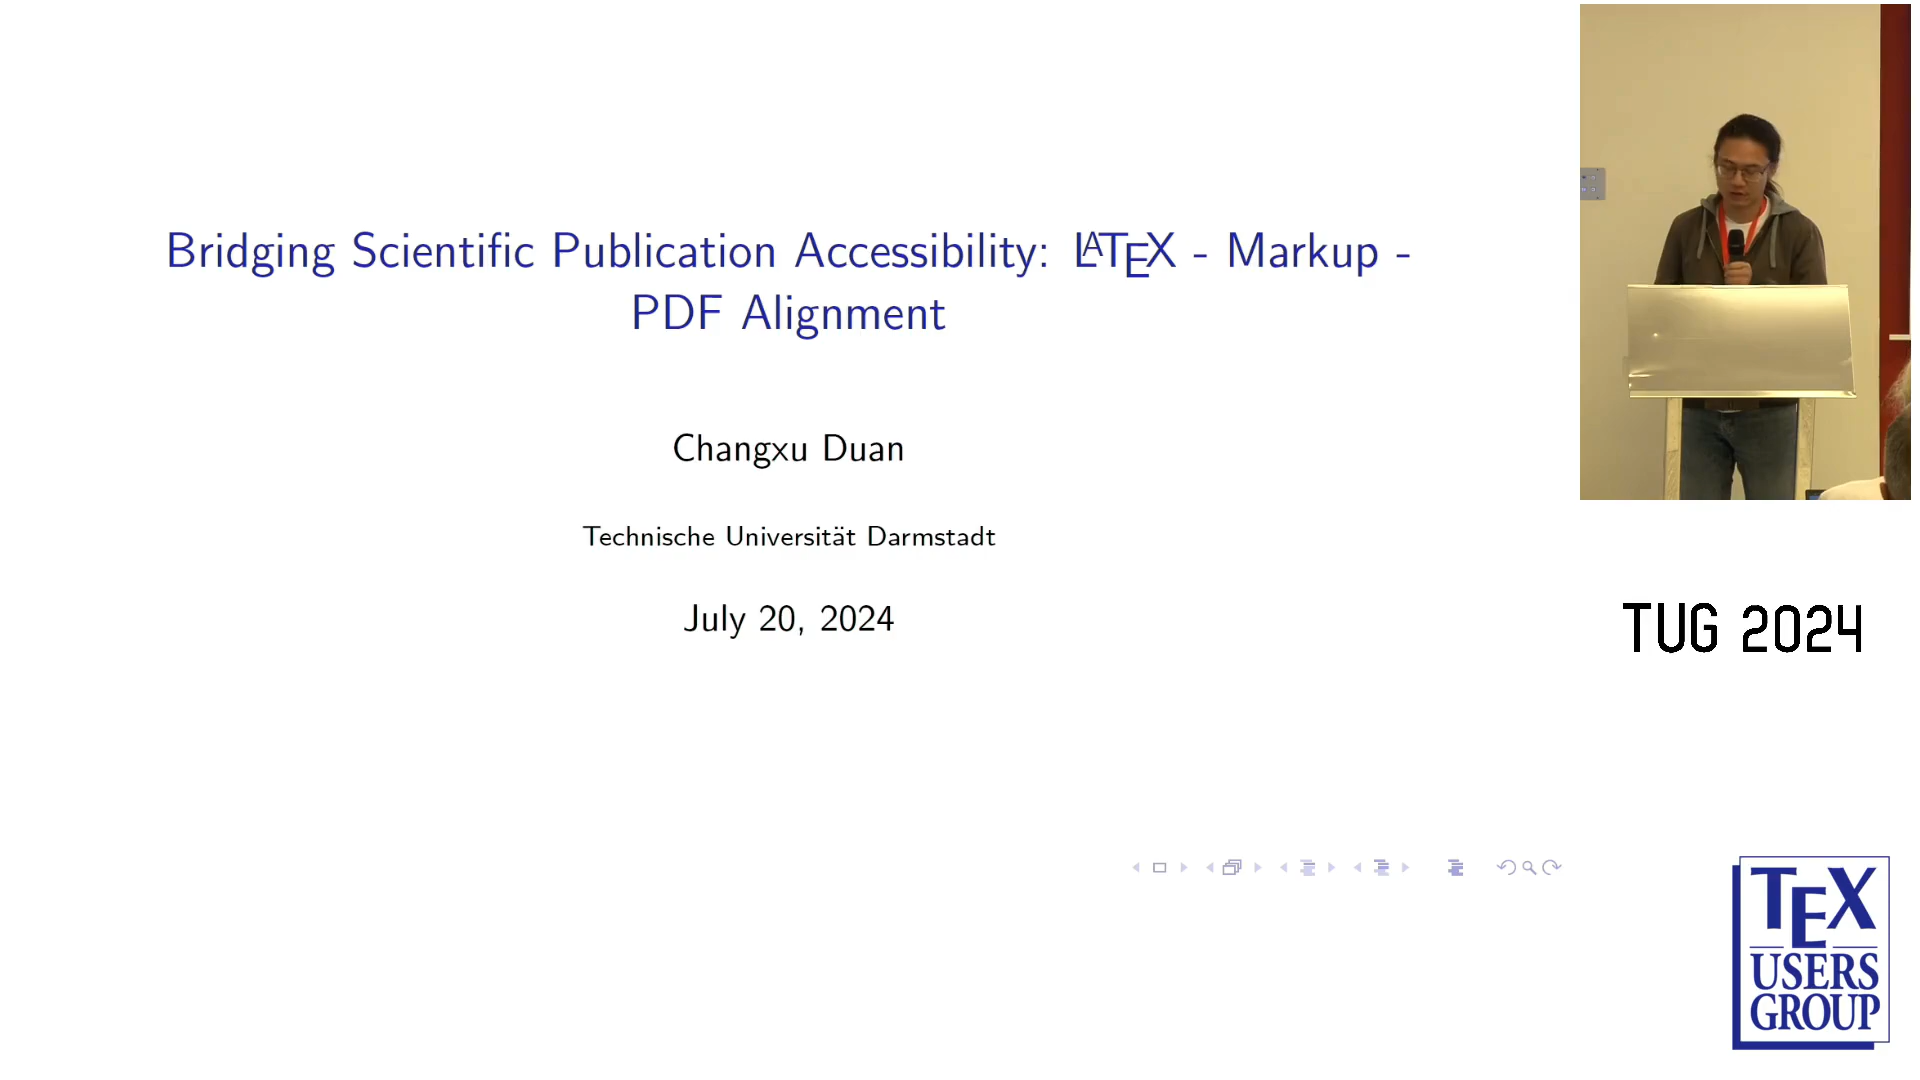 Bridging Scientific Publication Accessibility: LATEX - Markup -
PDF Alignment
Changxu Duan
Technische Universität Darmstadt
July 20, 2024
TUG 2024
TEX
USERS
GROUP